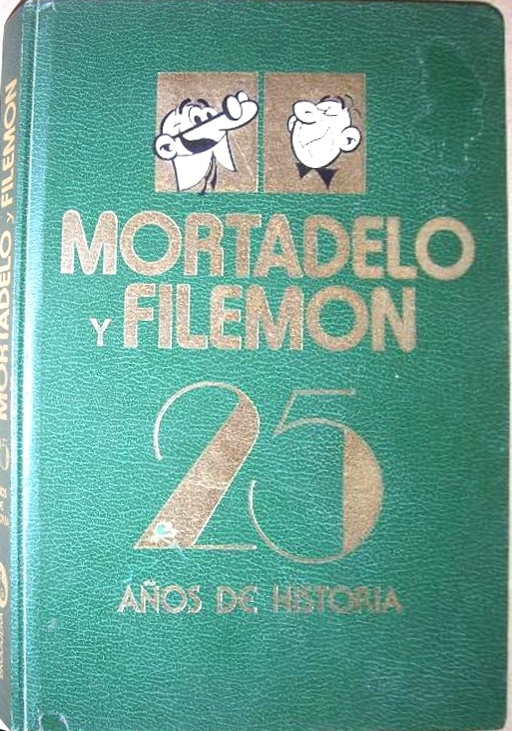 MORTADELO
Y FILEMON
25
AÑOS DE HISTORIA
MORTADELO y FILEMON